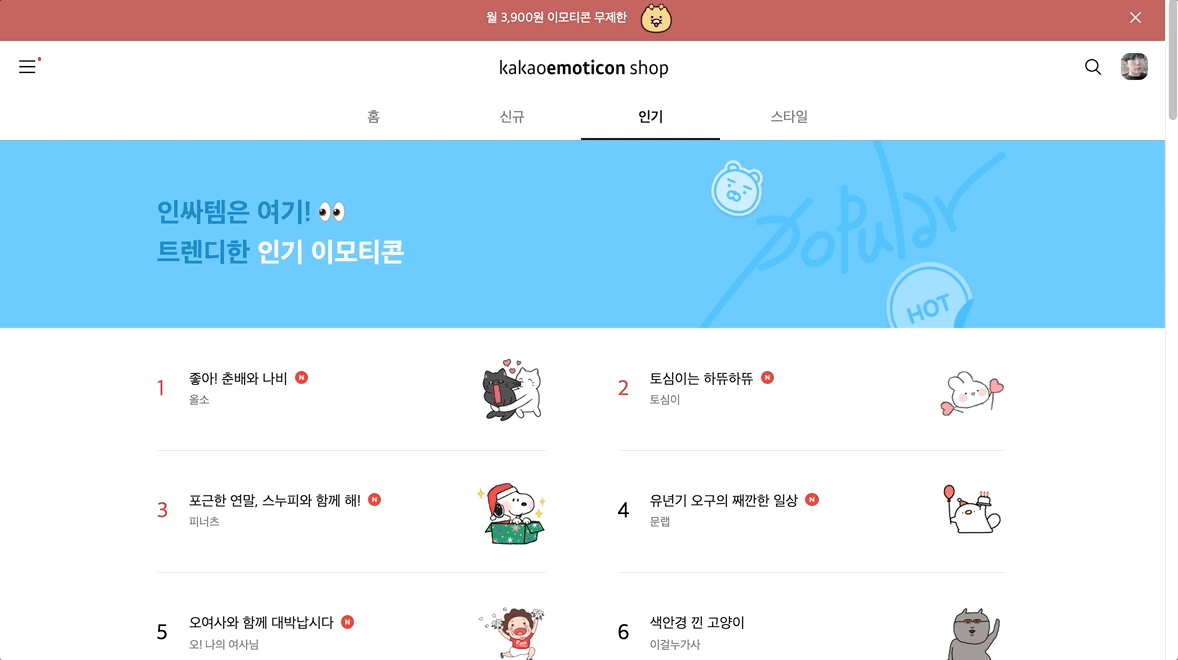 월 3,900원 이모티콘 무제한
kakaoemoticon shop
홈 신규 인기 스타일
인싸템은 여기! 👀
트렌디한 인기 이모티콘
popular
HOT
1 좋아! 춘배와 나비 N
올소
2 토심이는 하뜌하뜌 N
토심이
3 포근한 연말, 스누피와 함께 해! N
피너츠
4 유년기 오구의 째깐한 일상 N
문랩
5 오여사와 함께 대박납시다 N
오! 나의 여사님
6 색안경 낀 고양이
이걸누가사